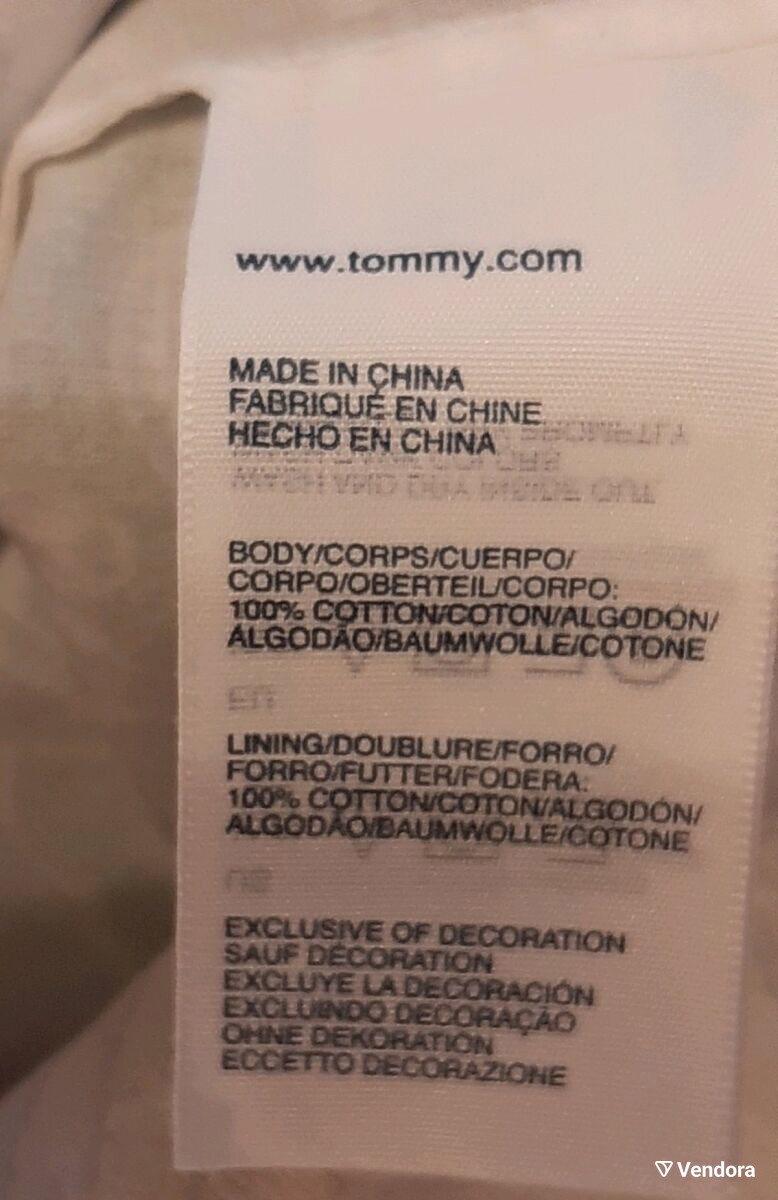 www.tommy.com
MADE IN CHINA
FABRIQUÉ EN CHINE
HECHO EN CHINA
BODY/CORPS/CUERPO/
CORPO/OBERTEIL/CORPO:
100% COTTON/COTON/ALGODÓN/
ALGODÃO/BAUMWOLLE/COTONE
LINING/DOUBLURE/FORRO/
FORRO/FUTTER/FODERA:
100% COTTON/COTON/ALGODÓN/
ALGODÃO/BAUMWOLLE/COTONE
EXCLUSIVE OF DECORATION
SAUF DÉCORATION
EXCLUYE LA DECORACIÓN
EXCLUINDO DECORAÇÃO
OHNE DEKORATION
ECCETTO DECORAZIONE
Vendora